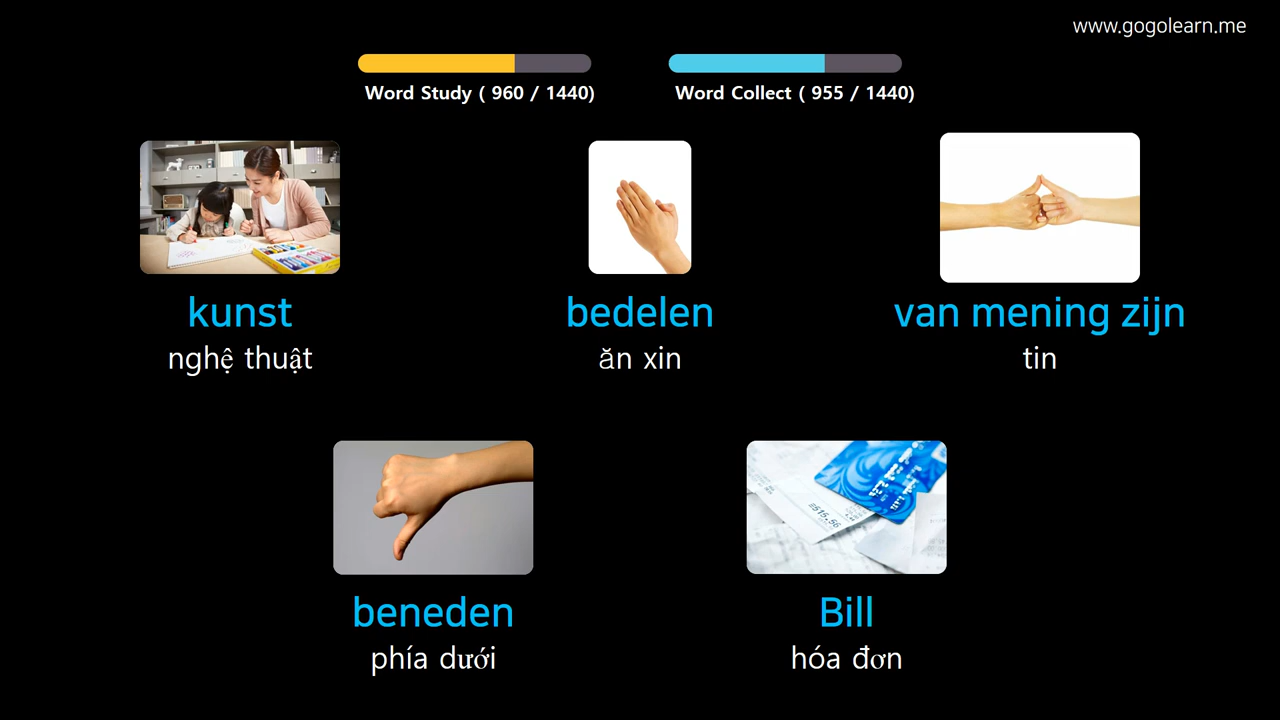 www.gogolearn.me
Word Study ( 960 / 1440)
Word Collect ( 955 / 1440)
kunst
nghệ thuật
bedelen
ăn xin
van mening zijn
tin
beneden
phía dưới
Bill
hóa đơn